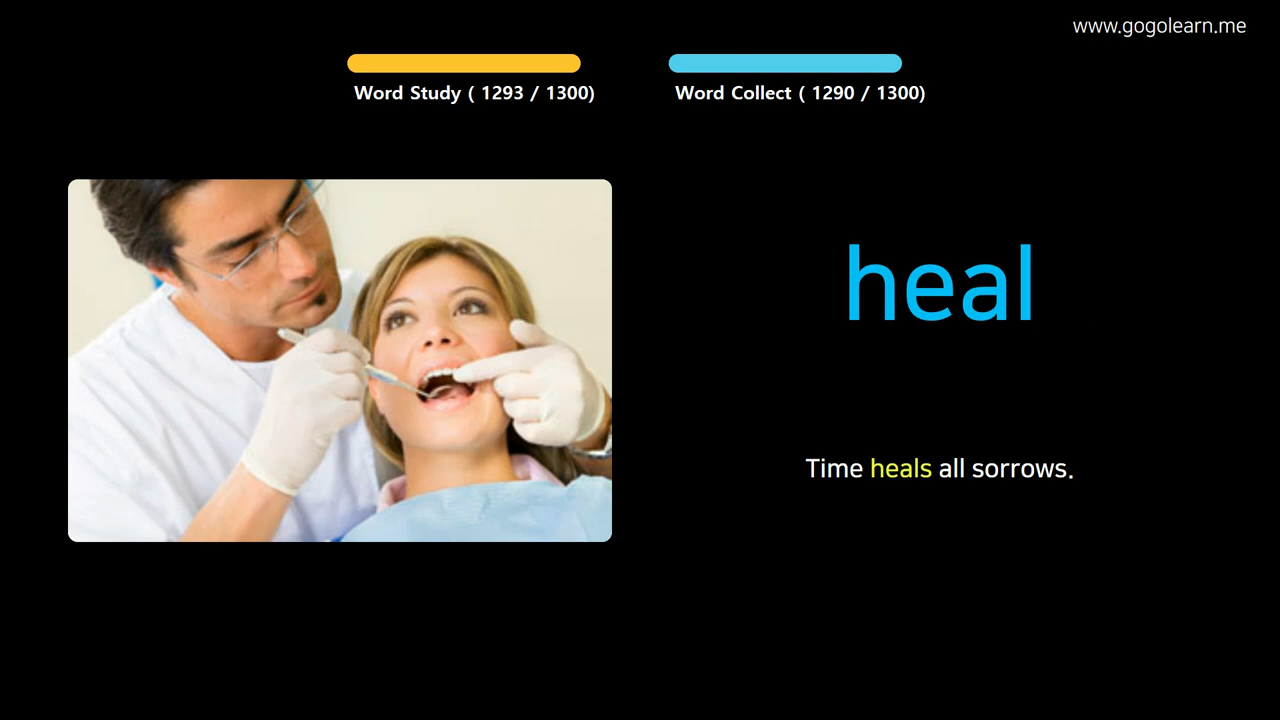 www.gogolearn.me
Word Study ( 1293 / 1300)
Word Collect ( 1290 / 1300)
heal
Time heals all sorrows.